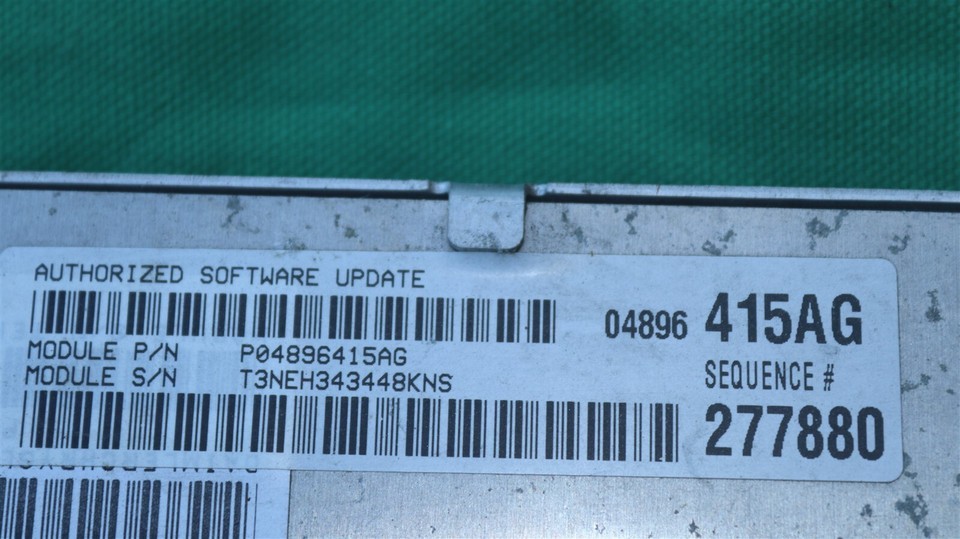 AUTHORIZED SOFTWARE UPDATE
04896 415AG
MODULE P/N P04896415AG
MODULE S/N T3NEH343448KNS
SEQUENCE #
277880